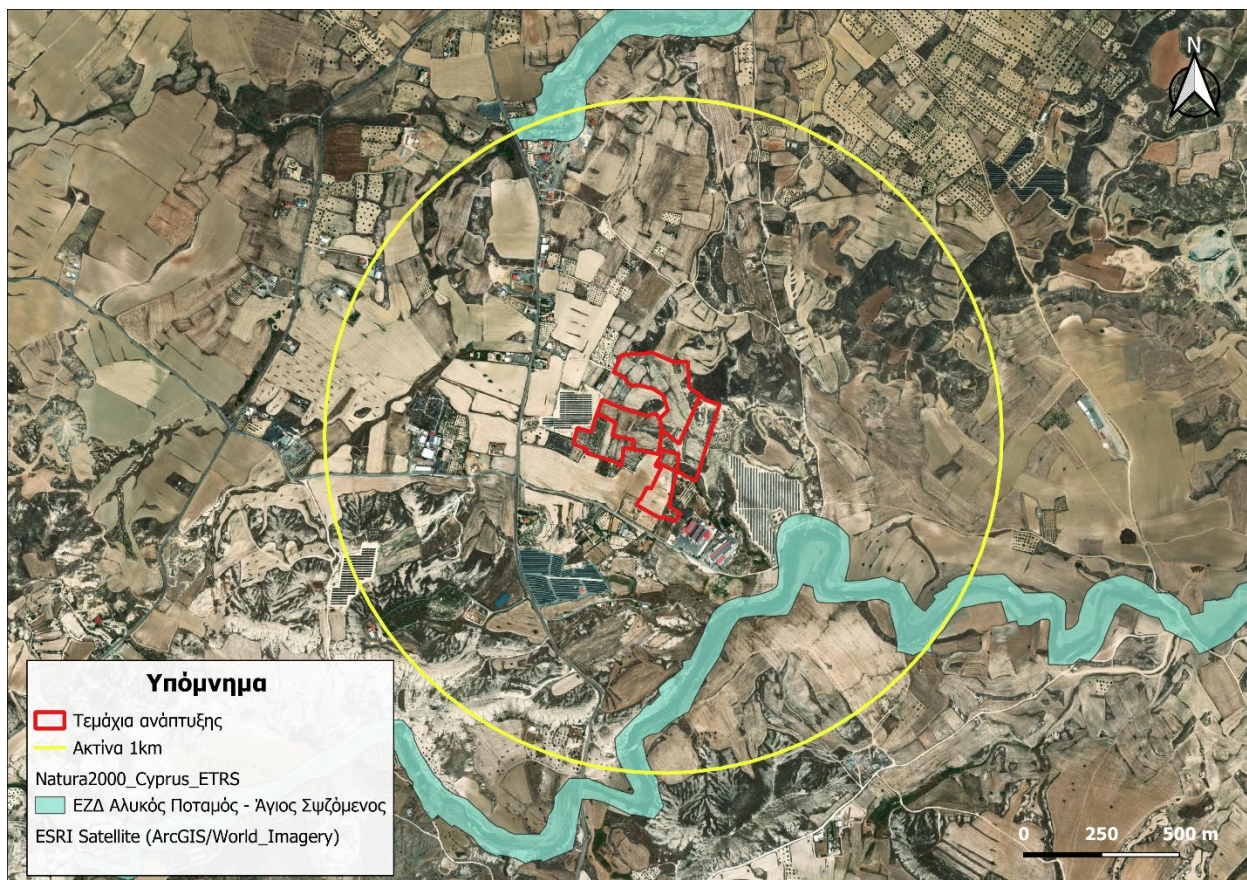 N
Υπόμνημα
Τεμάχια ανάπτυξης
Ακτίνα 1km
Natura2000_Cyprus_ETRS
ΕΖΔ Αλυκός Ποταμός - Άγιος Σωζόμενος
ESRI Satellite (ArcGIS/World_Imagery)
0 250 500 m